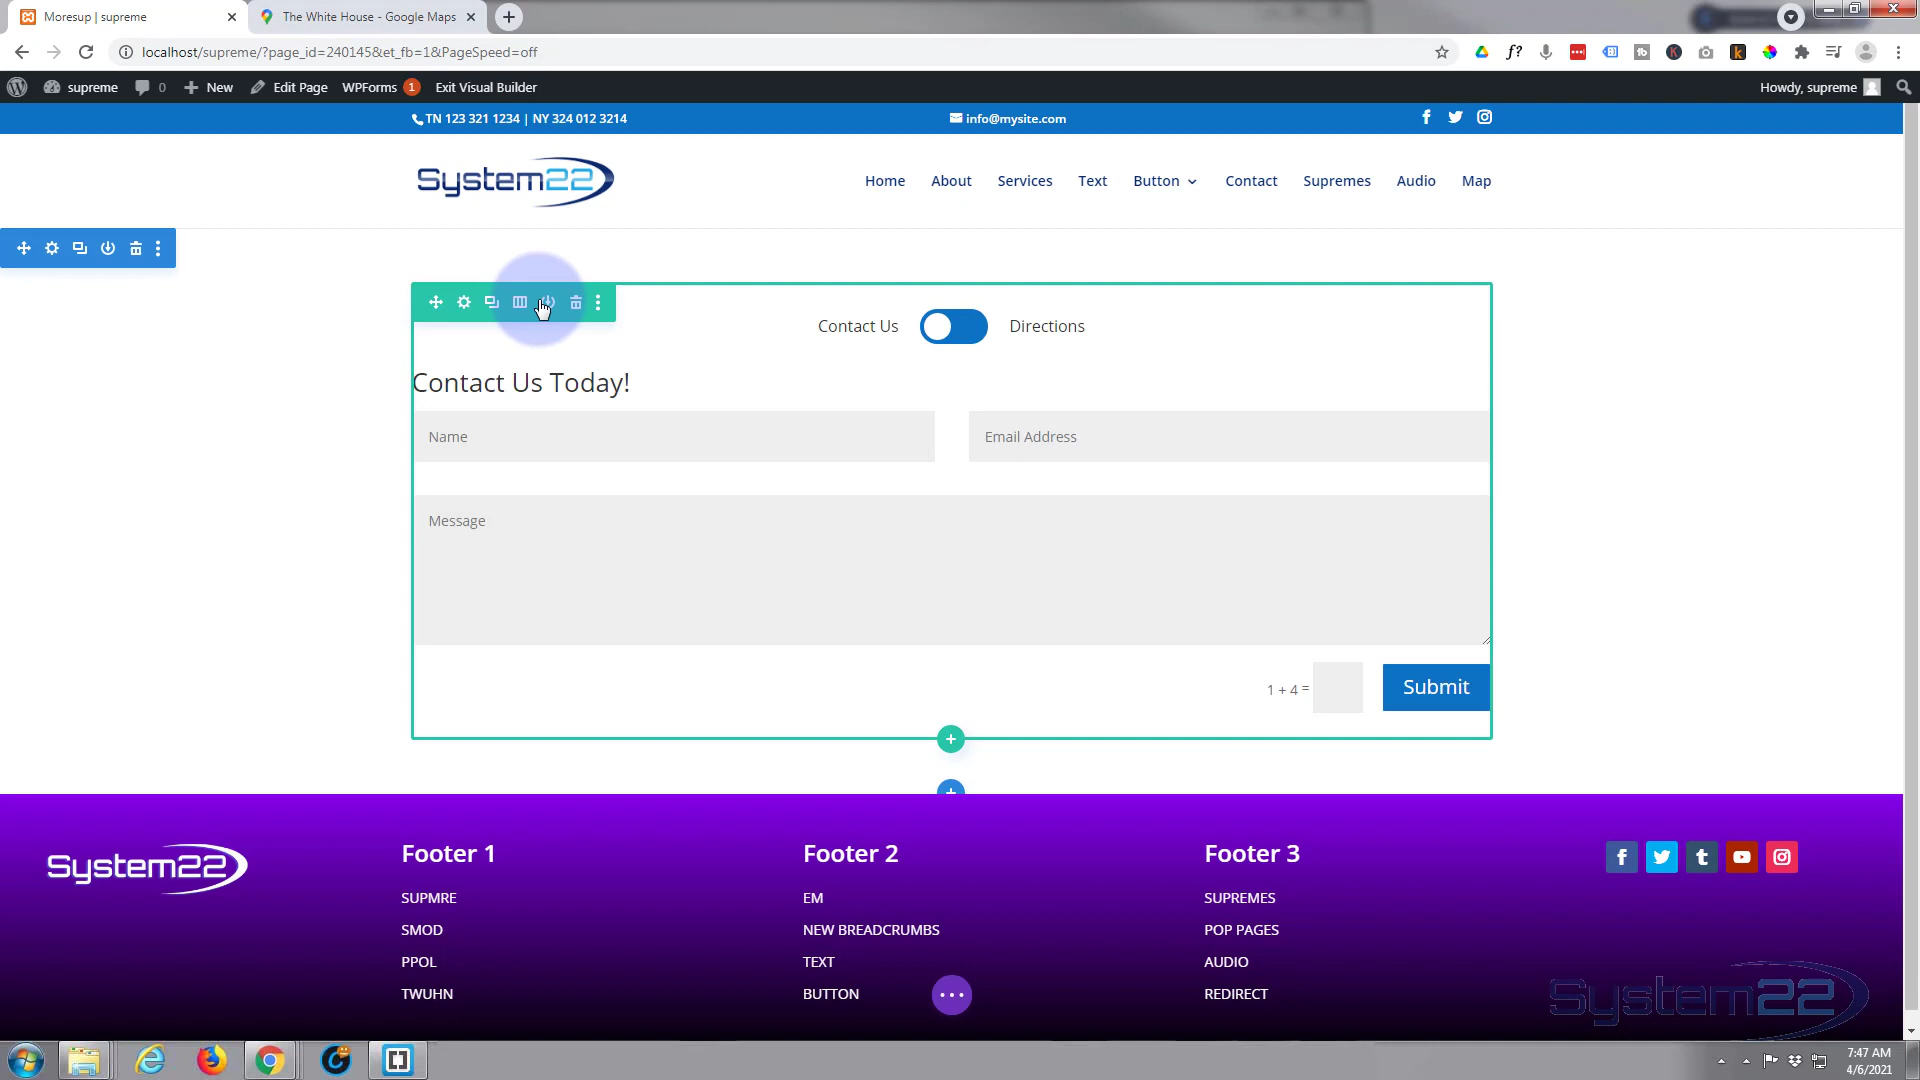 Moresup | supreme
The White House - Google Maps
localhost/supreme/?page_id=240145&et_fb=1&PageSpeed=off
supreme 0 New Edit Page WPForms 1 Exit Visual Builder Howdy, supreme
TN 123 321 1234 | NY 324 012 3214
info@mysite.com
System22
Home About Services Text Button Contact Supremes Audio Map
Contact Us Directions
Contact Us Today!
Name
Email Address
Message
1 + 4 =
Submit
System22
Footer 1
SUPMRE
SMOD
PPOL
TWUHN
Footer 2
EM
NEW BREADCRUMBS
TEXT
BUTTON
Footer 3
SUPREMES
POP PAGES
AUDIO
REDIRECT
System22
7:47 AM
4/6/2021